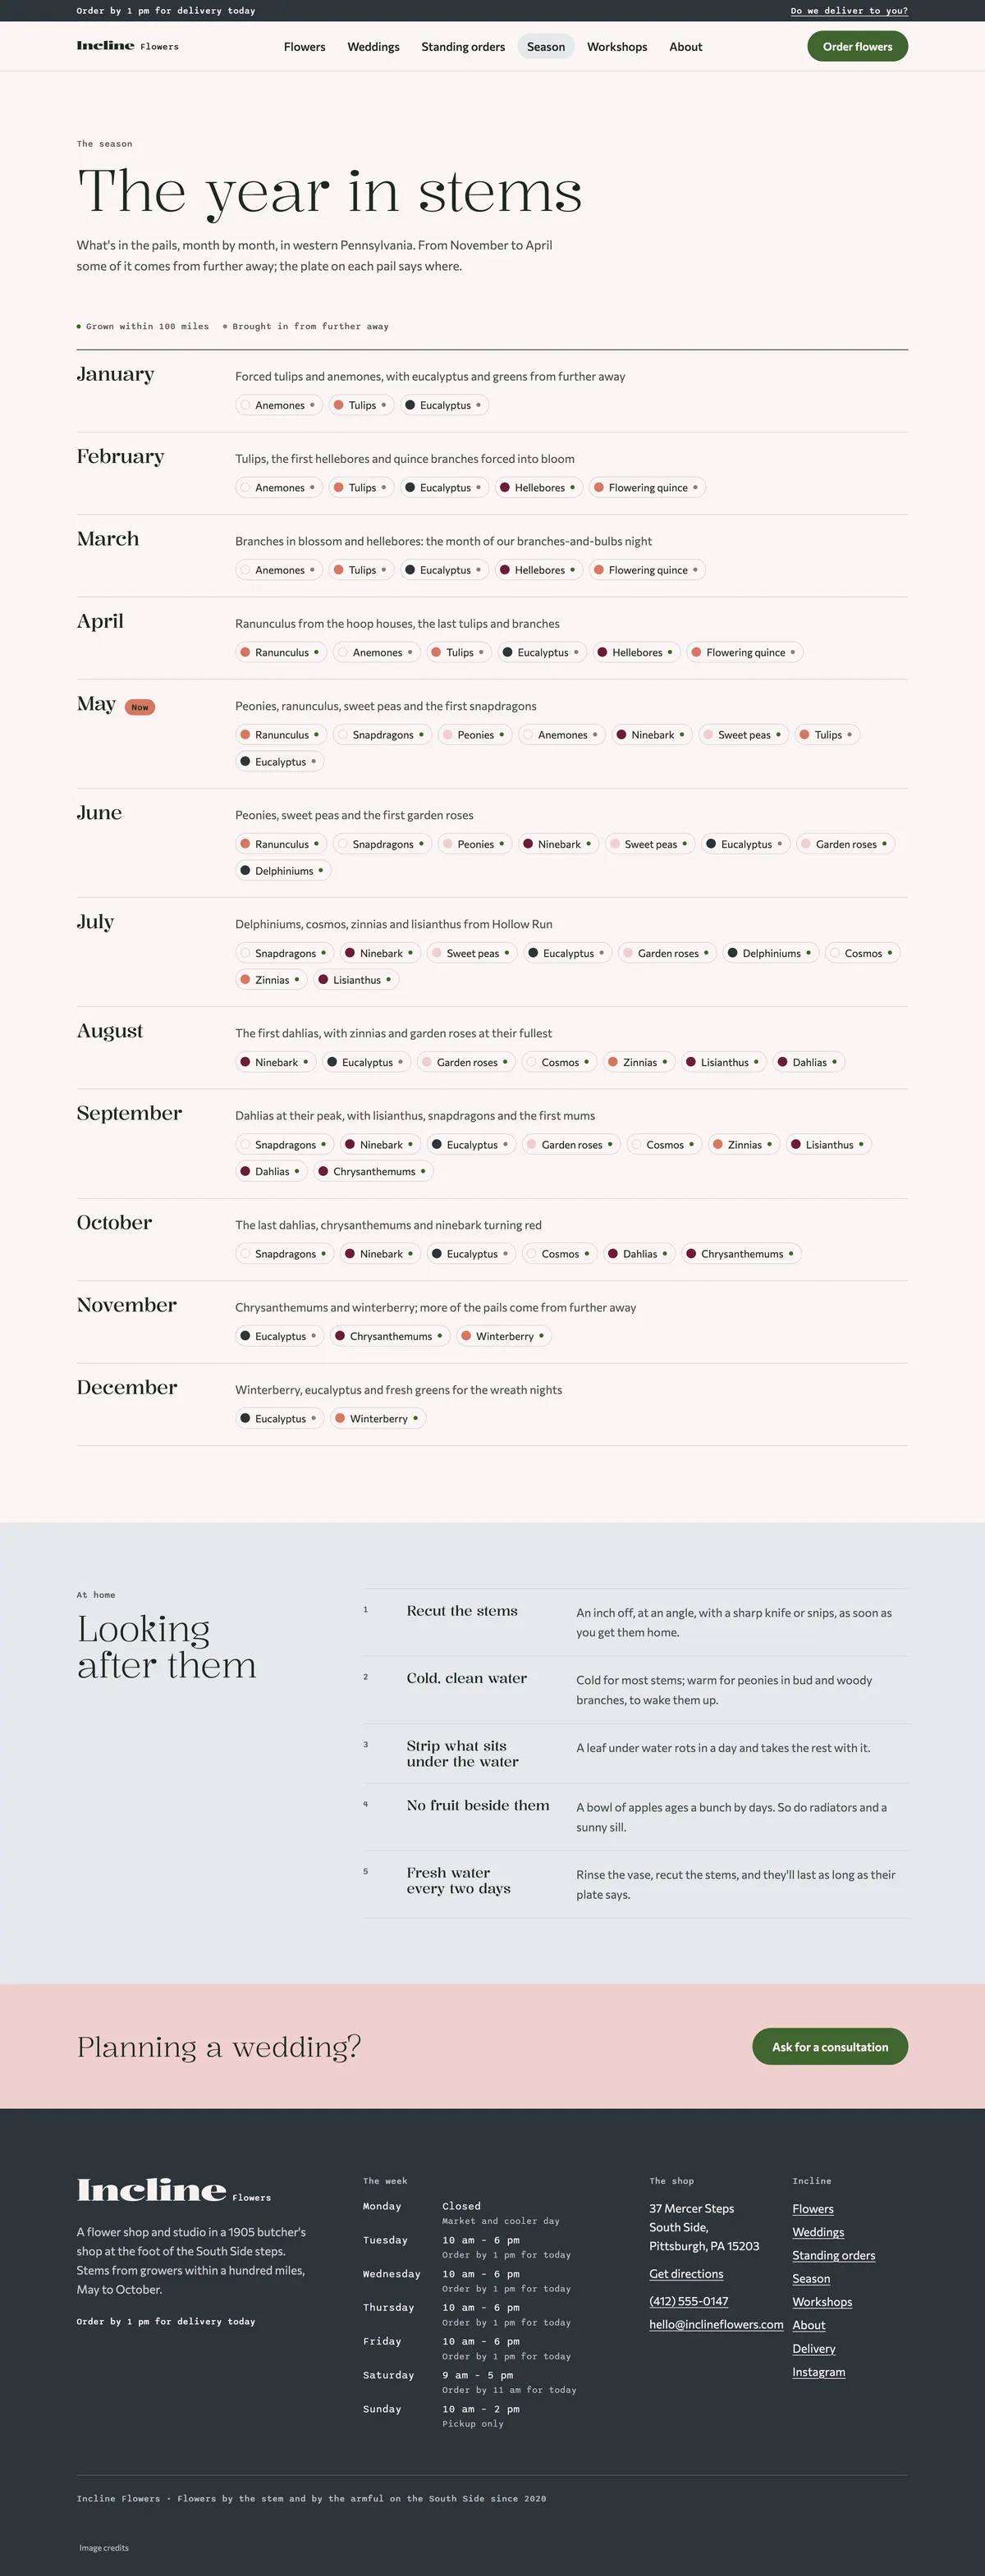 Order by 1 pm for delivery today
Do we deliver to you?
Incline Flowers
Flowers
Weddings
Standing orders
Season
Workshops
About
Order flowers
The season
The year in stems
What's in the pails, month by month, in western Pennsylvania. From November to April
some of it comes from further away; the plate on each pail says where.
Grown within 100 miles
Brought in from further away
January
Forced tulips and anemones, with eucalyptus and greens from further away
Anemones
Tulips
Eucalyptus
February
Tulips, the first hellebores and quince branches forced into bloom
Anemones
Tulips
Eucalyptus
Hellebores
Flowering quince
March
Branches in blossom and hellebores: the month of our branches-and-bulbs night
Anemones
Tulips
Eucalyptus
Hellebores
Flowering quince
April
Ranunculus from the hoop houses, the last tulips and branches
Ranunculus
Anemones
Tulips
Eucalyptus
Hellebores
Flowering quince
May
Now
Peonies, ranunculus, sweet peas and the first snapdragons
Ranunculus
Snapdragons
Peonies
Anemones
Ninebark
Sweet peas
Tulips
Eucalyptus
June
Peonies, sweet peas and the first garden roses
Ranunculus
Snapdragons
Peonies
Ninebark
Sweet peas
Eucalyptus
Garden roses
Delphiniums
July
Delphiniums, cosmos, zinnias and lisianthus from Hollow Run
Snapdragons
Ninebark
Sweet peas
Eucalyptus
Garden roses
Delphiniums
Cosmos
Zinnias
Lisianthus
August
The first dahlias, with zinnias and garden roses at their fullest
Ninebark
Eucalyptus
Garden roses
Cosmos
Zinnias
Lisianthus
Dahlias
September
Dahlias at their peak, with lisianthus, snapdragons and the first mums
Snapdragons
Ninebark
Eucalyptus
Garden roses
Cosmos
Zinnias
Lisianthus
Dahlias
Chrysanthemums
October
The last dahlias, chrysanthemums and ninebark turning red
Snapdragons
Ninebark
Eucalyptus
Cosmos
Dahlias
Chrysanthemums
November
Chrysanthemums and winterberry; more of the pails come from further away
Eucalyptus
Chrysanthemums
Winterberry
December
Winterberry, eucalyptus and fresh greens for the wreath nights
Eucalyptus
Winterberry
At home
Looking
after them
1
Recut the stems
An inch off, at an angle, with a sharp knife or snips, as soon as
you get them home.
2
Cold, clean water
Cold for most stems; warm for peonies in bud and woody
branches, to wake them up.
3
Strip what sits
under the water
A leaf under water rots in a day and takes the rest with it.
4
No fruit beside them
A bowl of apples ages a bunch by days. So do radiators and a
sunny sill.
5
Fresh water
every two days
Rinse the vase, recut the stems, and they'll last as long as their
plate says.
Planning a wedding?
Ask for a consultation
Incline Flowers
A flower shop and studio in a 1905 butcher's
shop at the foot of the South Side steps.
Stems from growers within a hundred miles,
May to October.
Order by 1 pm for delivery today
The week
Monday
Closed
Market and cooler day
Tuesday
10 am – 6 pm
Order by 1 pm for today
Wednesday
10 am – 6 pm
Order by 1 pm for today
Thursday
10 am – 6 pm
Order by 1 pm for today
Friday
10 am – 6 pm
Order by 1 pm for today
Saturday
9 am – 5 pm
Order by 11 am for today
Sunday
10 am – 2 pm
Pickup only
The shop
37 Mercer Steps
South Side,
Pittsburgh, PA 15203
Get directions
(412) 555-0147
hello@inclineflowers.com
Incline
Flowers
Weddings
Standing orders
Season
Workshops
About
Delivery
Instagram
Incline Flowers · Flowers by the stem and by the armful on the South Side since 2020
Image credits